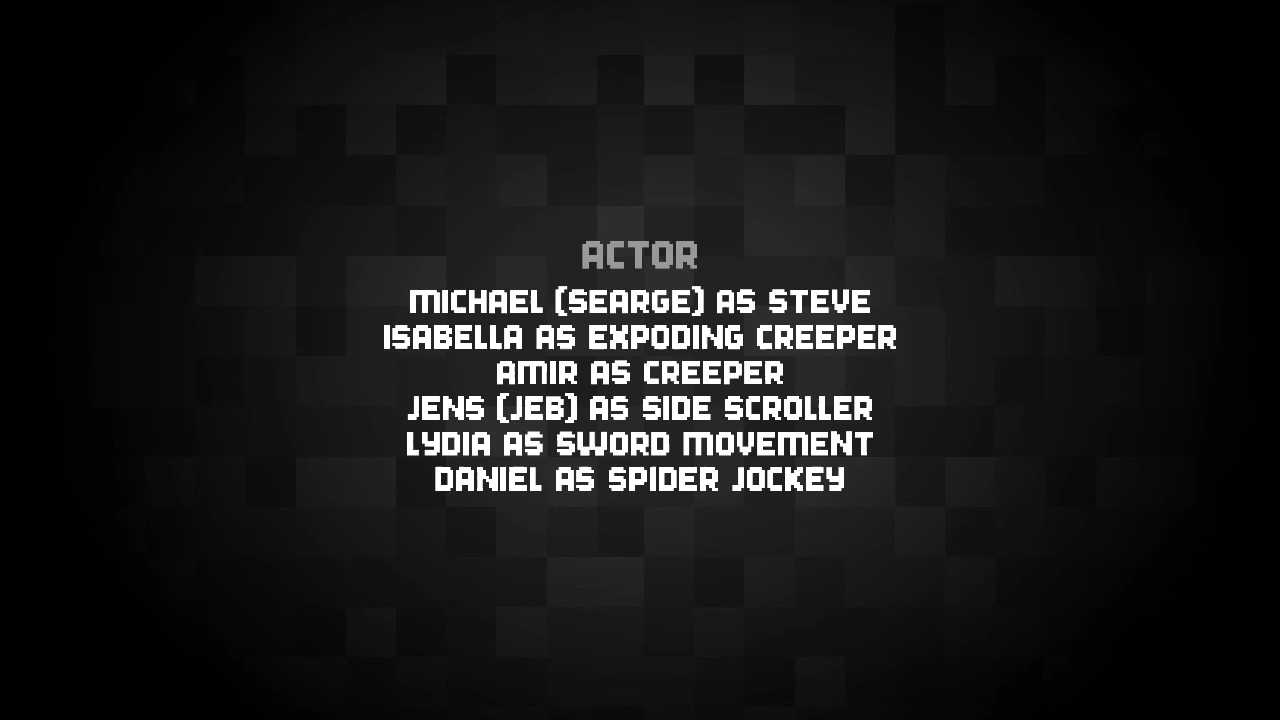 ACTOR
MICHAEL (SEARGE) AS STEVE
ISABELLA AS EXPODING CREEPER
AMIR AS CREEPER
JENS (JEB) AS SIDE SCROLLER
LYDIA AS SWORD MOVEMENT
DANIEL AS SPIDER JOCKEY